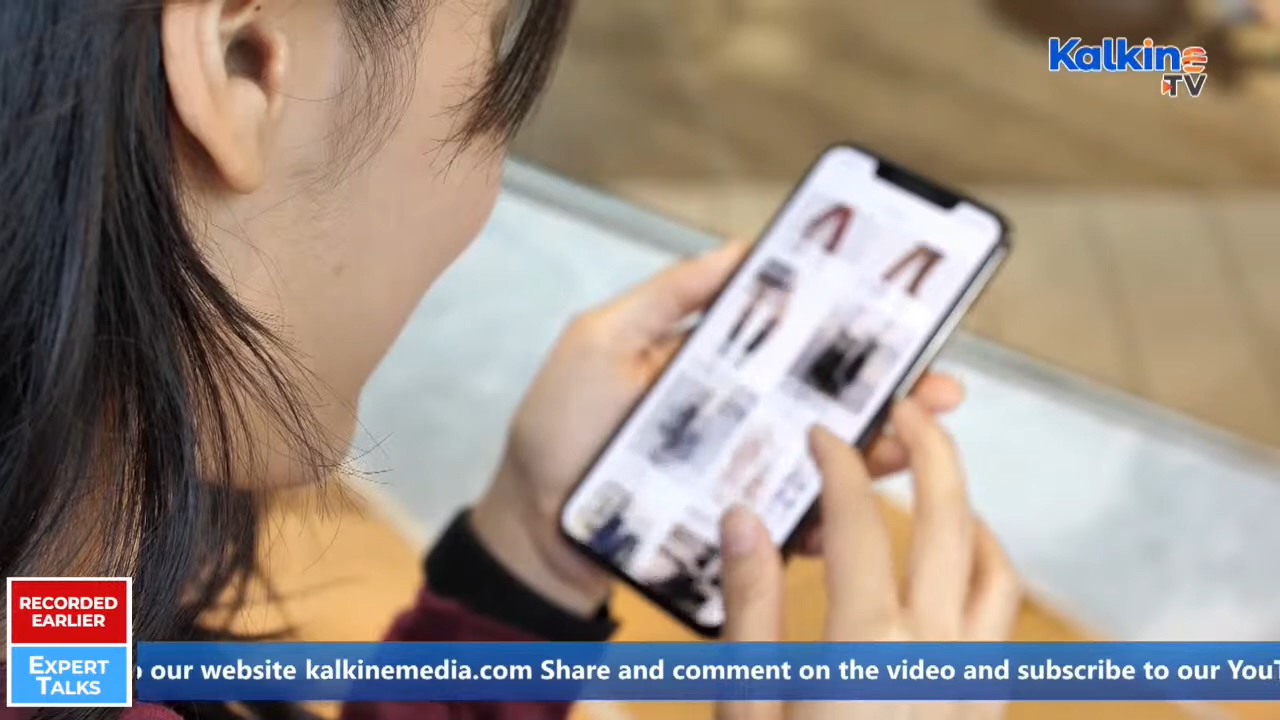 Kalkine
TV
RECORDED
EARLIER
EXPERT
TALKS
our website kalkinemedia.com Share and comment on the video and subscribe to our